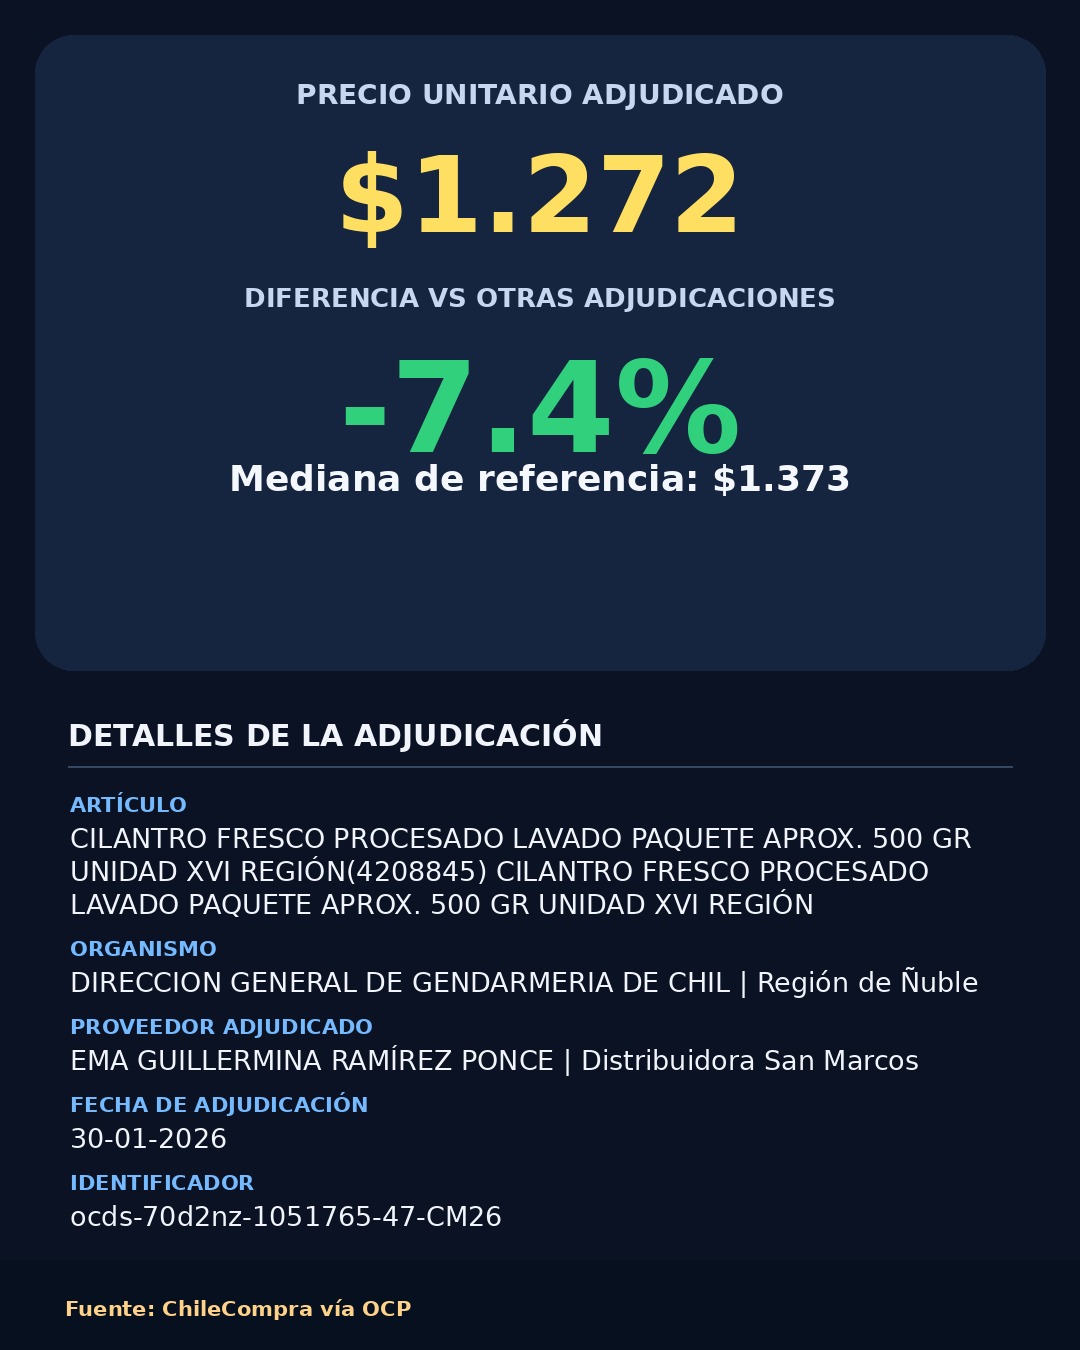 PRECIO UNITARIO ADJUDICADO
$1.272
DIFERENCIA VS OTRAS ADJUDICACIONES
-7.4%
Mediana de referencia: $1.373
DETALLES DE LA ADJUDICACIÓN
ARTÍCULO
CILANTRO FRESCO PROCESADO LAVADO PAQUETE APROX. 500 GR
UNIDAD XVI REGIÓN(4208845) CILANTRO FRESCO PROCESADO
LAVADO PAQUETE APROX. 500 GR UNIDAD XVI REGIÓN
ORGANISMO
DIRECCION GENERAL DE GENDARMERIA DE CHIL | Región de Ñuble
PROVEEDOR ADJUDICADO
EMA GUILLERMINA RAMÍREZ PONCE | Distribuidora San Marcos
FECHA DE ADJUDICACIÓN
30-01-2026
IDENTIFICADOR
ocds-70d2nz-1051765-47-CM26
Fuente: ChileCompra vía OCP